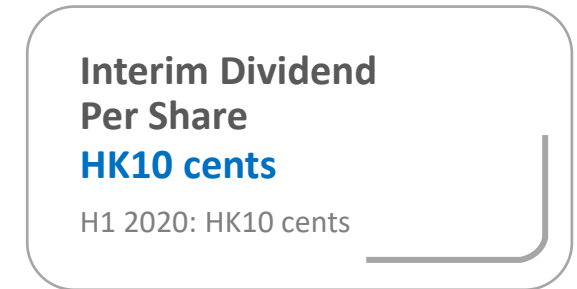 Interim Dividend
Per Share
HK10 cents
H1 2020: HK10 cents